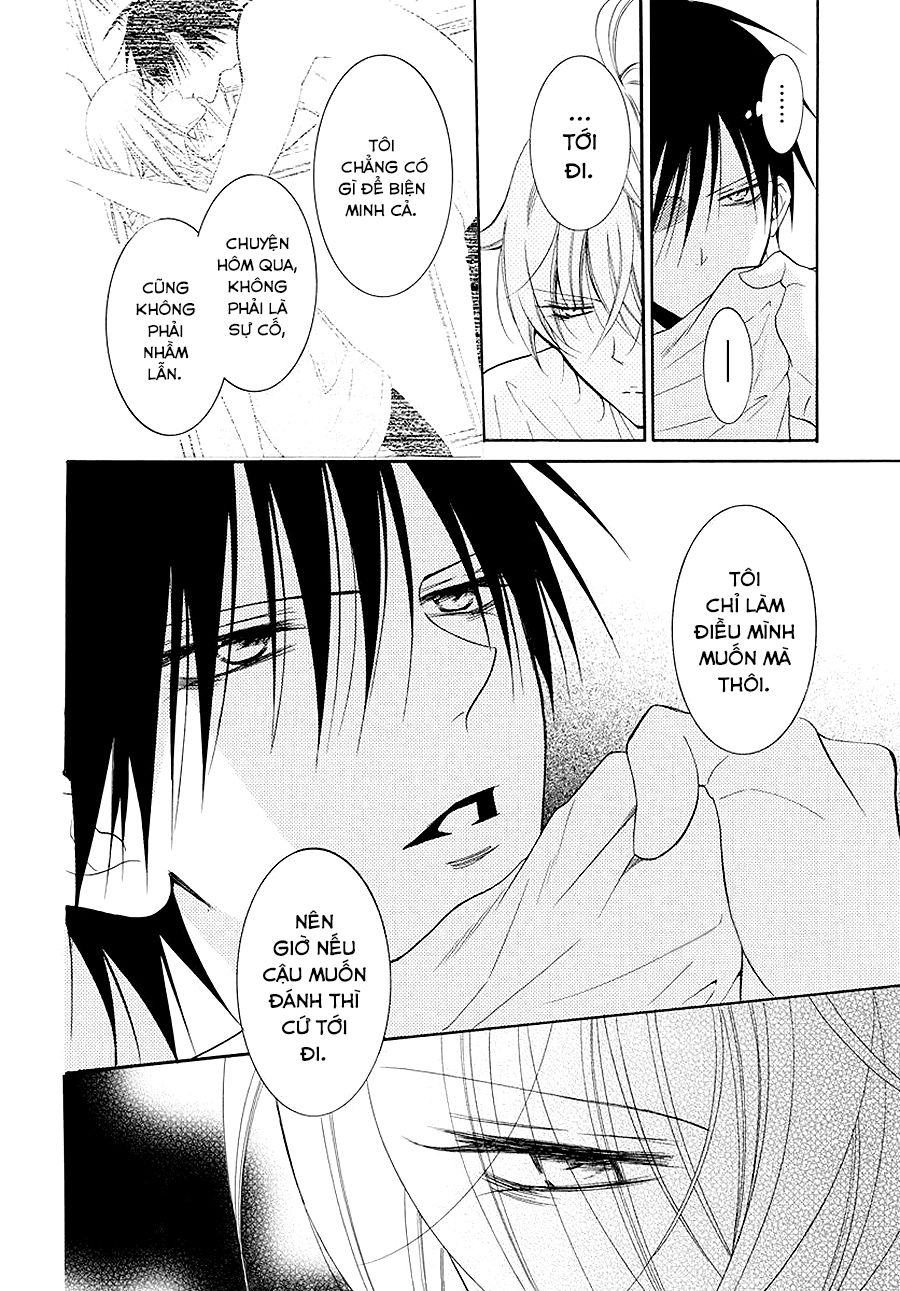 ......
—
...
TỚI
ĐI.
TÔI
CHẲNG CÓ
GÌ ĐỂ BIỆN
MINH CẢ.
CHUYỆN
HÔM QUA,
KHÔNG
PHẢI LÀ
SỰ CỐ,
CŨNG
KHÔNG
PHẢI
NHẦM
LẪN.
TÔI
CHỈ LÀM
ĐIỀU MÌNH
MUỐN MÀ
THÔI.
NÊN
GIỜ NẾU
CẬU MUỐN
ĐÁNH THÌ
CỨ TỚI
ĐI.